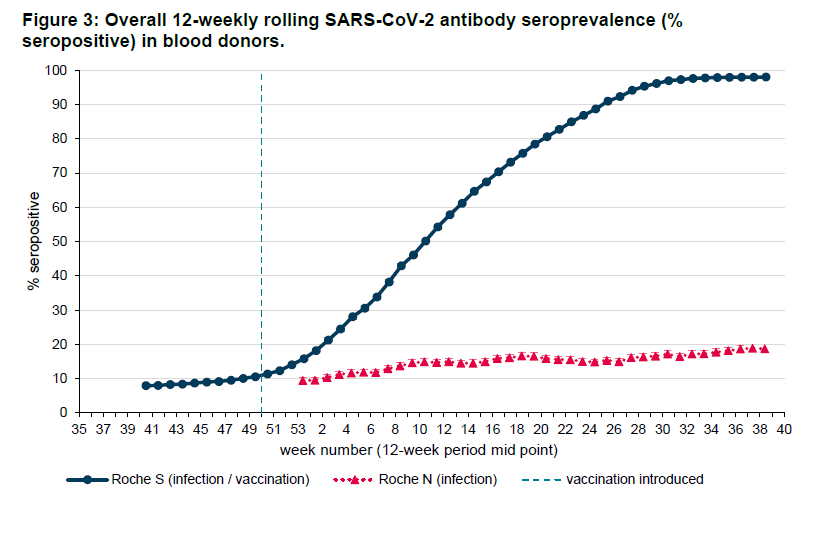 Figure 3: Overall 12-weekly rolling SARS-CoV-2 antibody seroprevalence (%
seropositive) in blood donors.
100
90
80
70
60
50
40
30
20
10
0
% seropositive
35 37 39 41 43 45 47 49 51 53 2 4 6 8 10 12 14 16 18 20 22 24 26 28 30 32 34 36 38 40
week number (12-week period mid point)
Roche S (infection / vaccination) Roche N (infection) vaccination introduced